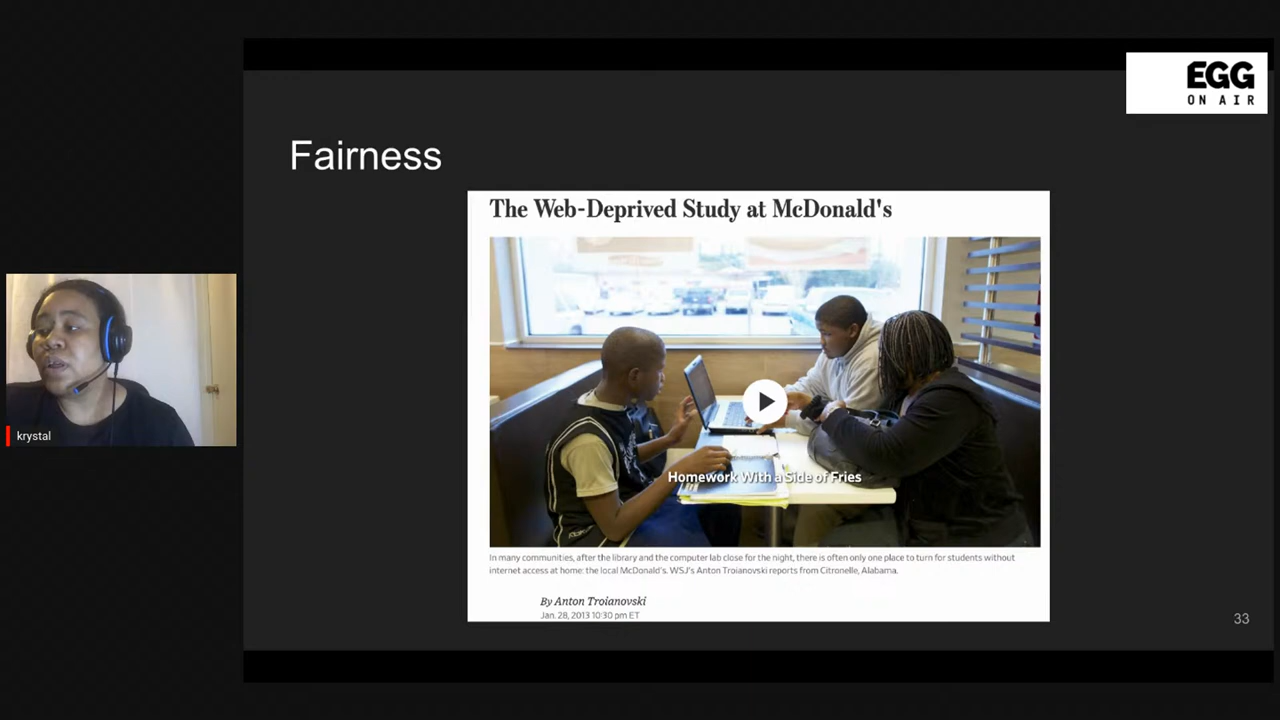 EGG
ON AIR
Fairness
The Web-Deprived Study at McDonald's
Homework With a Side of Fries
In many communities, after the library and the computer lab close for the night, there is often only one place to turn for students without
internet access at home: the local McDonald's. WSJ's Anton Troianovski reports from Citronelle, Alabama.
By Anton Troianovski
Jan. 28, 2013 10:30 pm ET
krystal
33